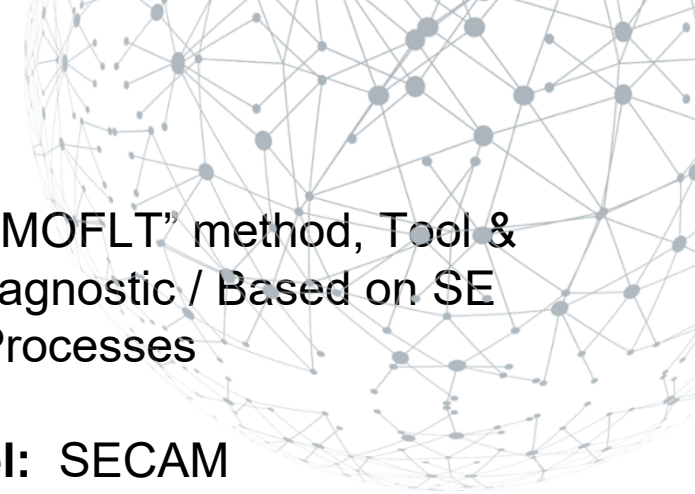 MOFLT” method, Tool &
agnostic / Based on SE
Processes
l: SECAM